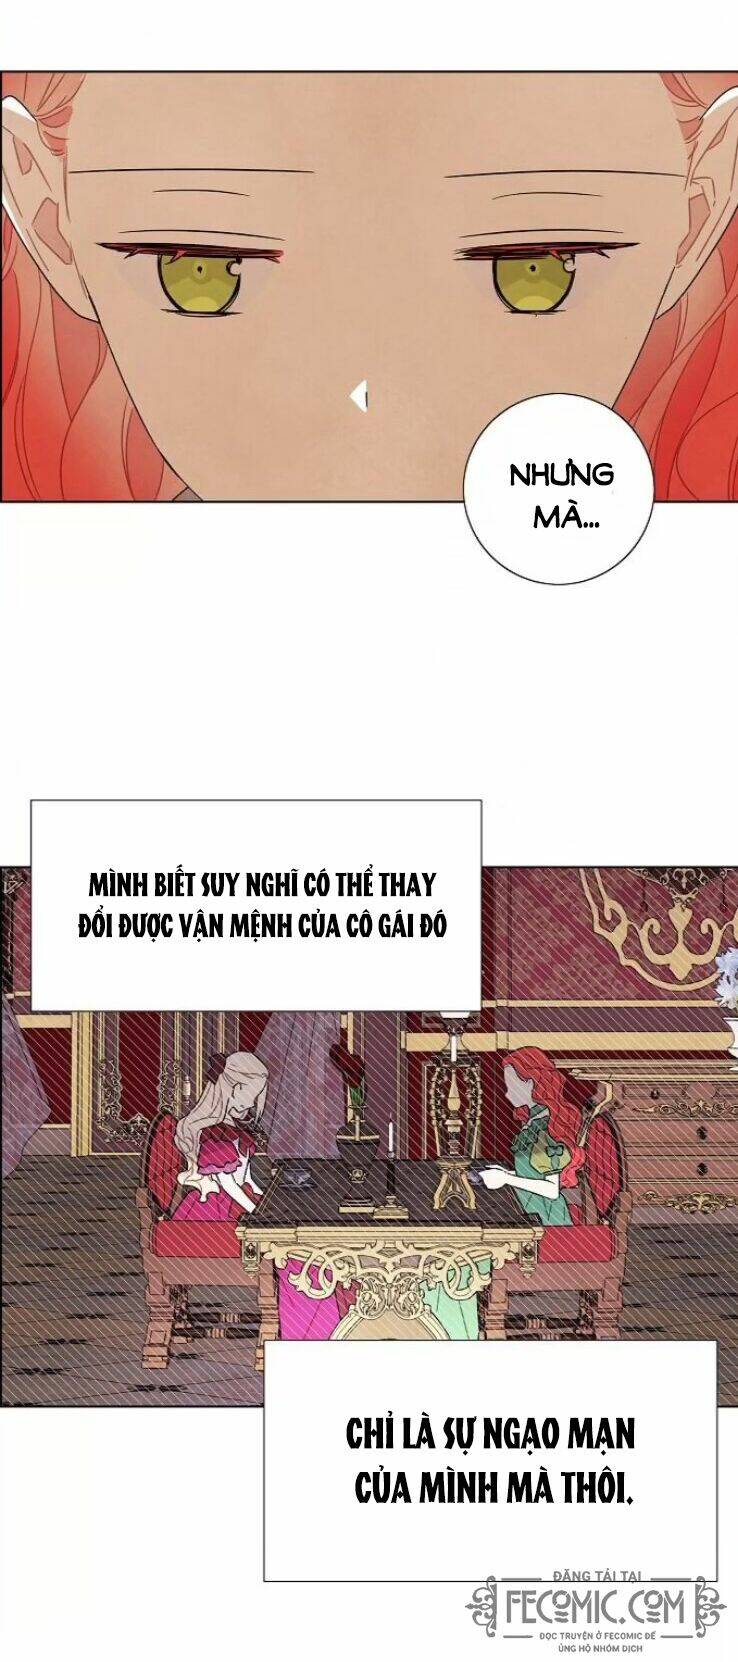 NHƯNG
MÀ...
MÌNH BIẾT SUY NGHĨ CÓ THỂ THAY
ĐỔI ĐƯỢC VẬN MỆNH CỦA CÔ GÁI ĐÓ
CHỈ LÀ SỰ NGẠO MẠN
CỦA MÌNH MÀ THÔI.
ĐĂNG TẢI TẠI
FECOMIC.COM
ĐỌC TRUYỆN Ở FECOMIC ĐỂ
ỦNG HỘ NHÓM DỊCH